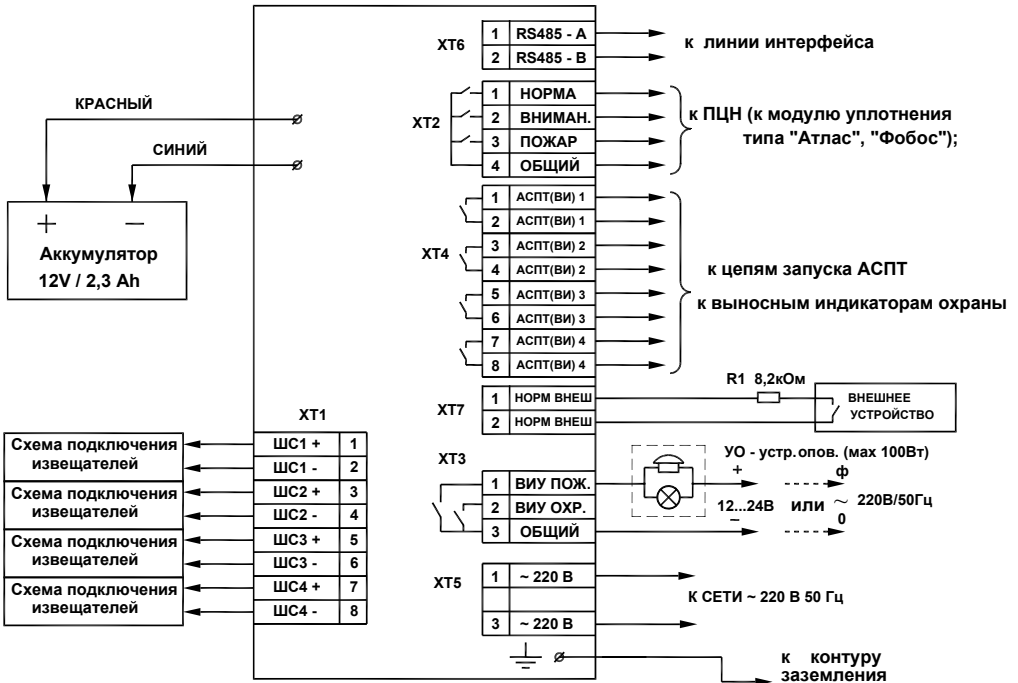 XT6
1 RS485 - A
2 RS485 - B
к линии интерфейса
КРАСНЫЙ
СИНИЙ
+ −
Аккумулятор
12V / 2,3 Ah
XT2
1 НОРМА
2 ВНИМАН.
3 ПОЖАР
4 ОБЩИЙ
к ПЦН (к модулю уплотнения
типа "Атлас", "Фобос");
XT4
1 АСПТ(ВИ) 1
2 АСПТ(ВИ) 1
3 АСПТ(ВИ) 2
4 АСПТ(ВИ) 2
5 АСПТ(ВИ) 3
6 АСПТ(ВИ) 3
7 АСПТ(ВИ) 4
8 АСПТ(ВИ) 4
к цепям запуска АСПТ
к выносным индикаторам охраны
XT7
1 НОРМ ВНЕШ
2 НОРМ ВНЕШ
R1 8,2кОм
ВНЕШНЕЕ
УСТРОЙСТВО
XT1
ШС1 + 1
ШС1 - 2
ШС2 + 3
ШС2 - 4
ШС3 + 5
ШС3 - 6
ШС4 + 7
ШС4 - 8
Схема подключения
извещателей
Схема подключения
извещателей
Схема подключения
извещателей
Схема подключения
извещателей
XT3
1 ВИУ ПОЖ.
2 ВИУ ОХР.
3 ОБЩИЙ
УО - устр.опов. (мах 100Вт)
+ ф
12...24В или ~ 220В/50Гц
− 0
XT5
1 ~ 220 В
3 ~ 220 В
К СЕТИ ~ 220 В 50 Гц
к контуру
заземления